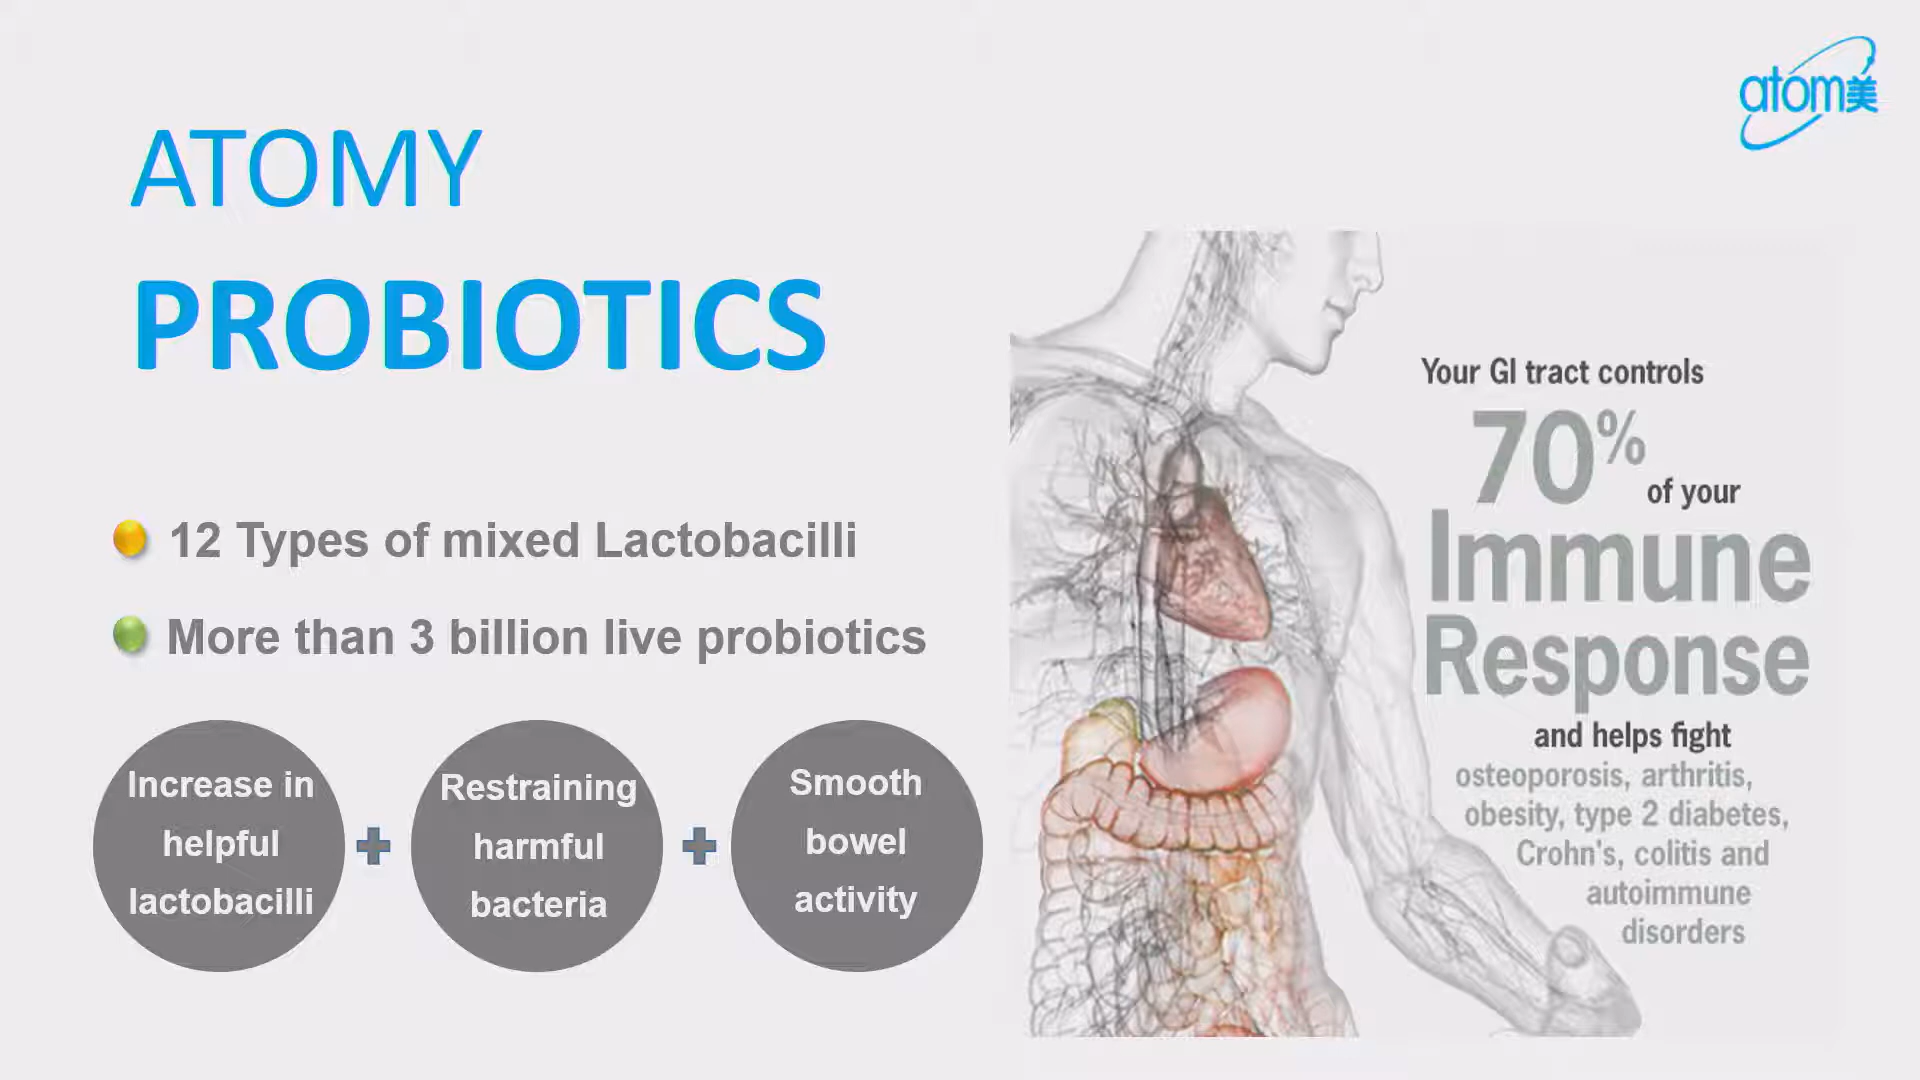 atom美
ATOMY
PROBIOTICS
12 Types of mixed Lactobacilli
More than 3 billion live probiotics
Increase in
helpful
lactobacilli
Restraining
harmful
bacteria
Smooth
bowel
activity
Your GI tract controls
70%
of your
Immune
Response
and helps fight
osteoporosis, arthritis,
obesity, type 2 diabetes,
Crohn's, colitis and
autoimmune
disorders